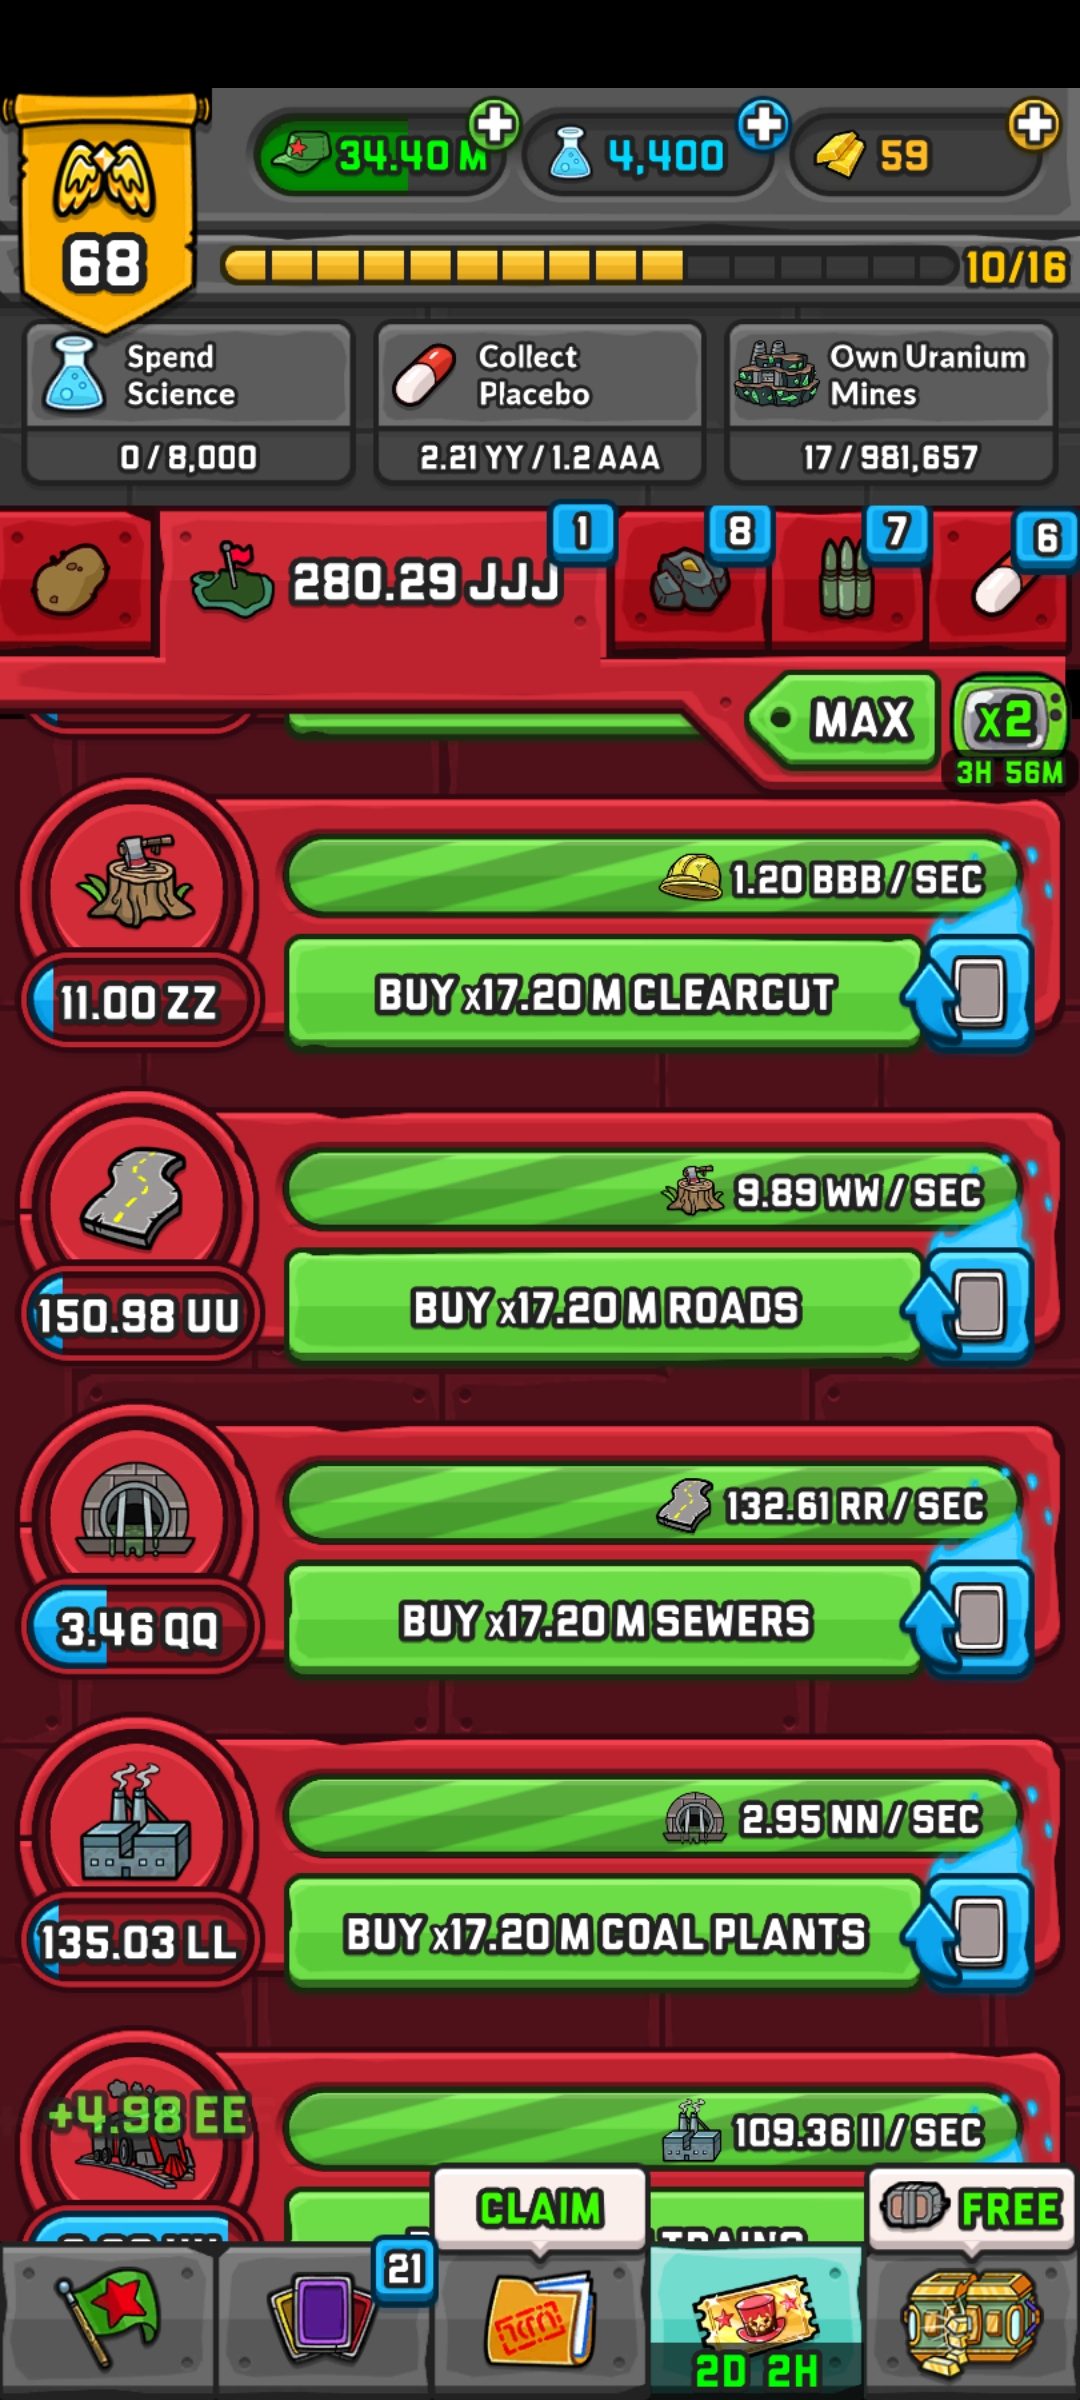 34.40 M
4,400
59
68
10/16
Spend
Science
Collect
Placebo
Own Uranium
Mines
0 / 8,000
2.21 YY / 1.2 AAA
17 / 981,657
1
8
7
6
280.29 JJJ
MAX
x2
3H 56M
1.20 BBB / SEC
11.00 ZZ
BUY x17.20 M CLEARCUT
9.89 WW / SEC
150.98 UU
BUY x17.20 M ROADS
132.61 RR / SEC
3.46 QQ
BUY x17.20 M SEWERS
2.95 NN / SEC
135.03 LL
BUY x17.20 M COAL PLANTS
+4.98 EE
109.36 II / SEC
CLAIM
FREE
TRAINS
21
2D 2H